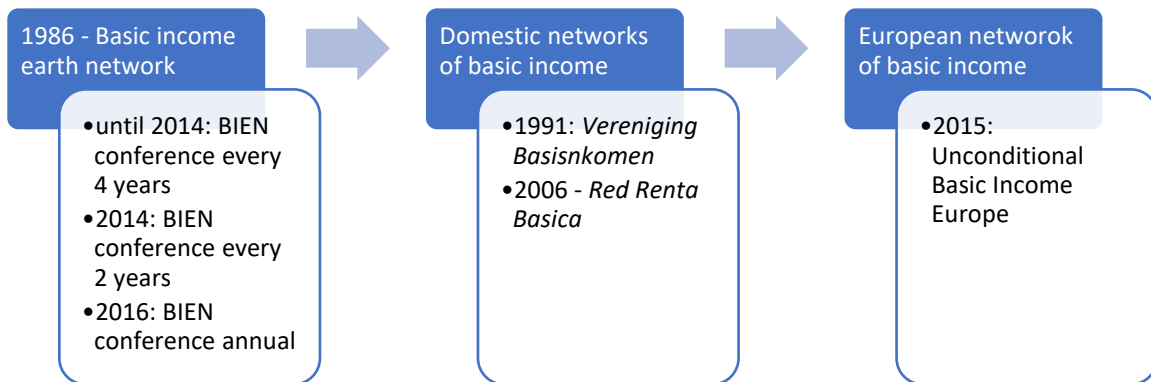 1986 - Basic income
earth network
•until 2014: BIEN
conference every
4 years
•2014: BIEN
conference every
2 years
•2016: BIEN
conference annual
Domestic networks
of basic income
•1991: Vereniging
Basisnkomen
•2006 - Red Renta
Basica
European networok
of basic income
•2015:
Unconditional
Basic Income
Europe